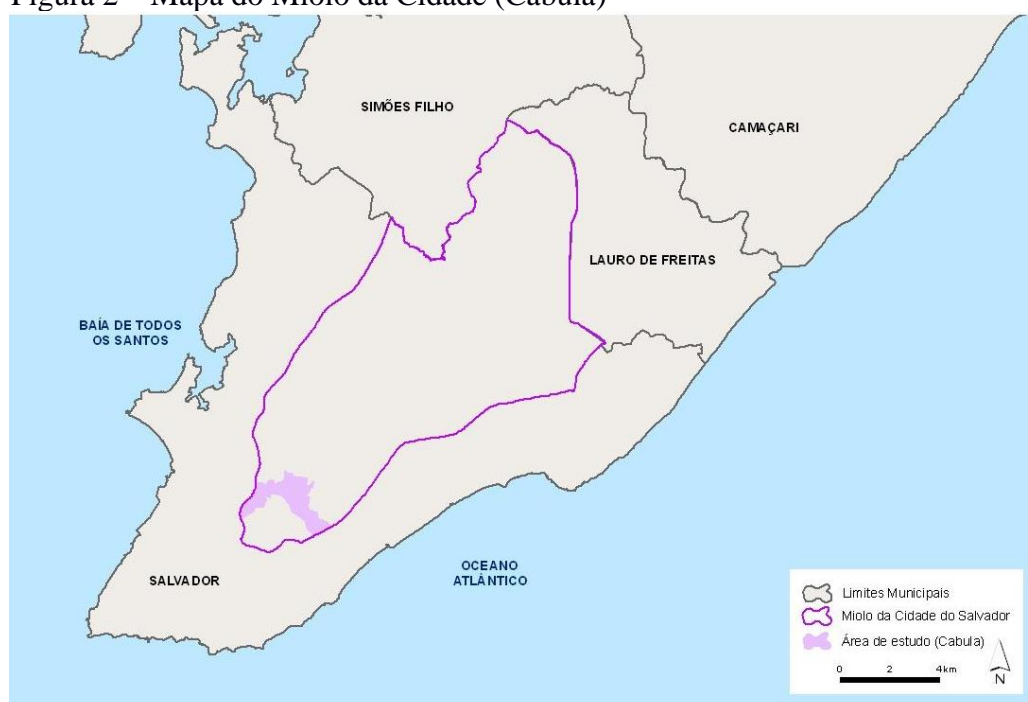 Figura 2 – Mapa do Miolo da Cidade (Cabula)
SIMÕES FILHO
CAMAÇARI
LAURO DE FREITAS
BAÍA DE TODOS
OS SANTOS
OCEANO
ATLÂNTICO
SALVADOR
Limites Municipais
Miolo da Cidade do Salvador
Área de estudo (Cabula)
0 2 4km
N